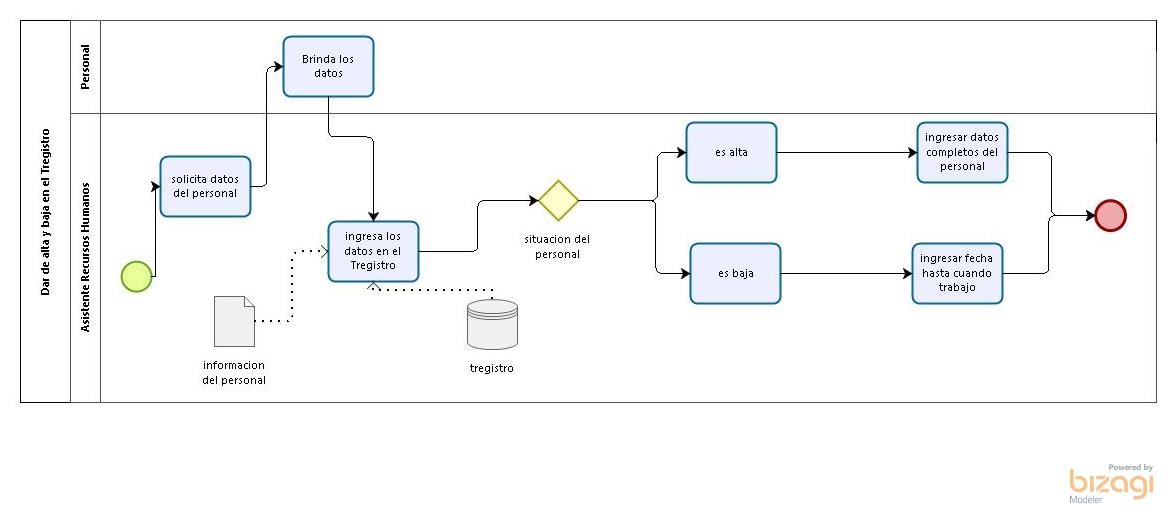 Dar de alla y baja en el Tregistro
Personal
Asistente Recursos Humanos
Brinda los
datos
solicita datos
del personal
ingresa los
datos en el
Tregistro
informacion
del personal
tregistro
situacion del
personal
es alta
ingresar datos
completos del
personal
es baja
ingresar fecha
hasta cuando
trabajo
Powered by
bizagi
Modeler